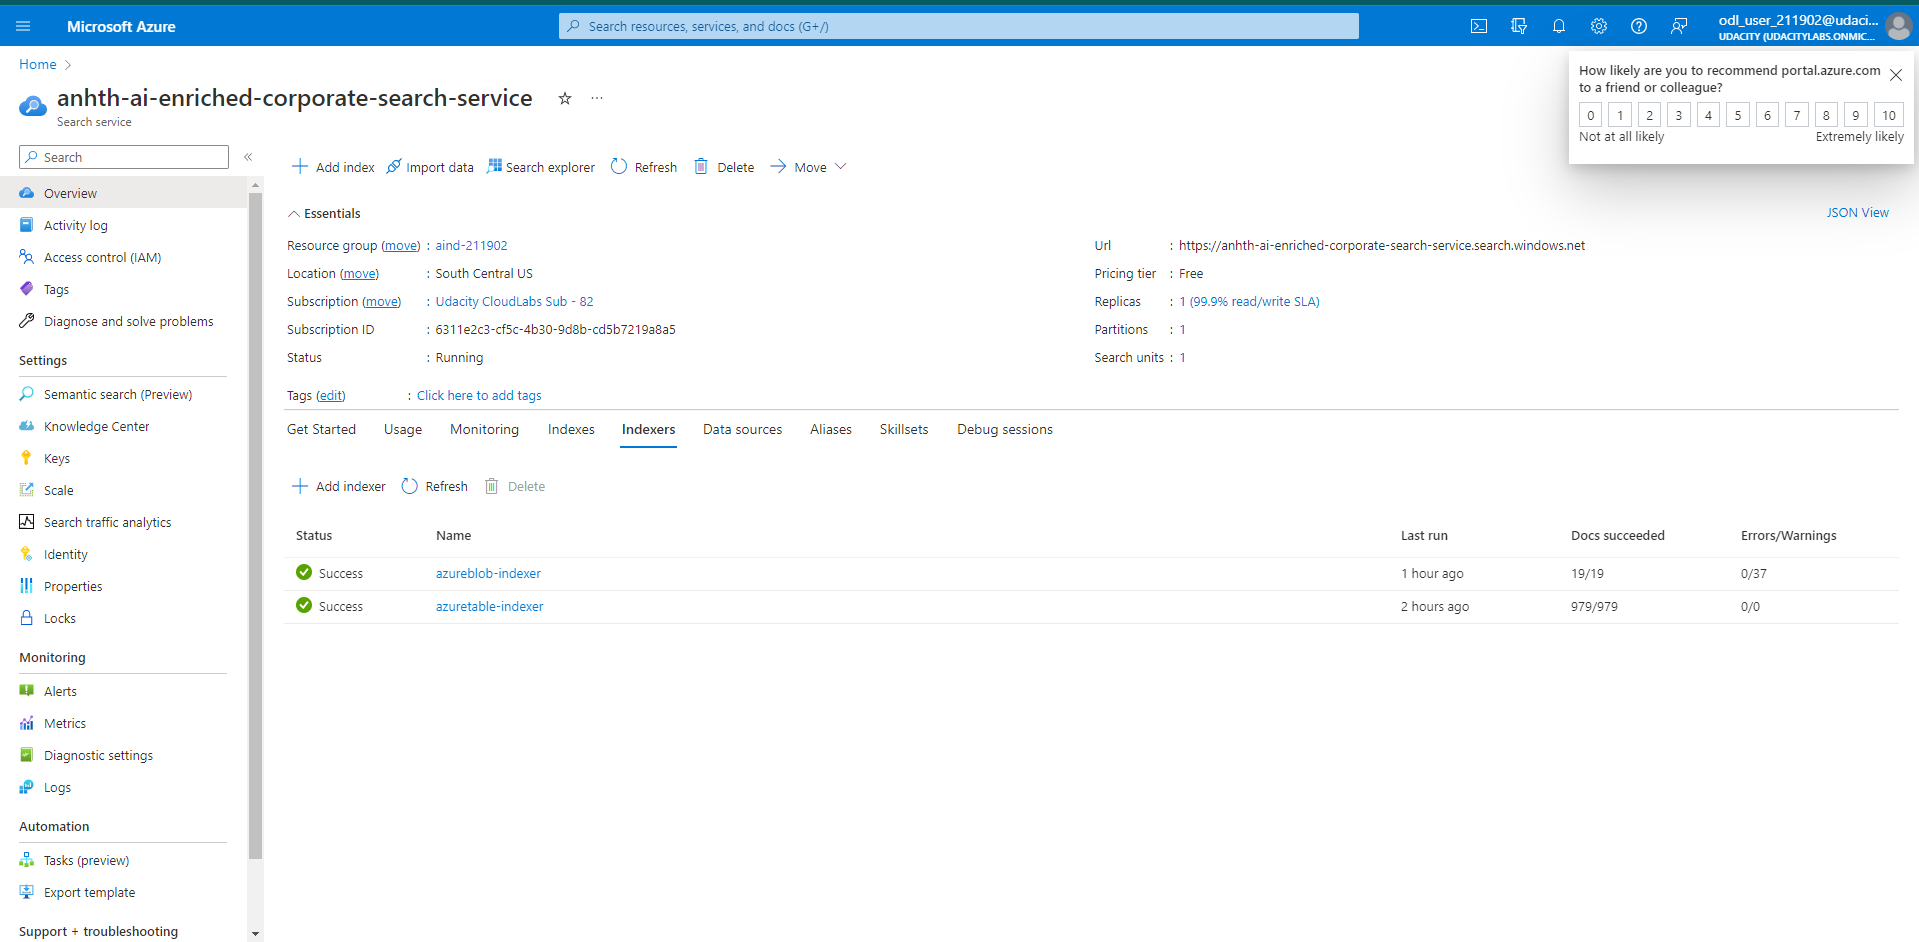 Microsoft Azure
Search resources, services, and docs (G+/)
odl_user_211902@udaci...
UDACITY (UDACITYLABS.ONMIC...
Home
How likely are you to recommend portal.azure.com
to a friend or colleague?
0 1 2 3 4 5 6 7 8 9 10
Not at all likely Extremely likely
anhth-ai-enriched-corporate-search-service
Search service
Search
Overview
Activity log
Access control (IAM)
Tags
Diagnose and solve problems
Settings
Semantic search (Preview)
Knowledge Center
Keys
Scale
Search traffic analytics
Identity
Properties
Locks
Monitoring
Alerts
Metrics
Diagnostic settings
Logs
Automation
Tasks (preview)
Export template
Support + troubleshooting
Add index Import data Search explorer Refresh Delete Move
Essentials
JSON View
Resource group (move) : aind-211902
Location (move) : South Central US
Subscription (move) : Udacity CloudLabs Sub - 82
Subscription ID : 6311e2c3-cf5c-4b30-9d8b-cd5b7219a8a5
Status : Running
Url : https://anhth-ai-enriched-corporate-search-service.search.windows.net
Pricing tier : Free
Replicas : 1 (99.9% read/write SLA)
Partitions : 1
Search units : 1
Tags (edit) : Click here to add tags
Get Started Usage Monitoring Indexes Indexers Data sources Aliases Skillsets Debug sessions
Add indexer Refresh Delete
Status Name Last run Docs succeeded Errors/Warnings
Success azureblob-indexer 1 hour ago 19/19 0/37
Success azuretable-indexer 2 hours ago 979/979 0/0